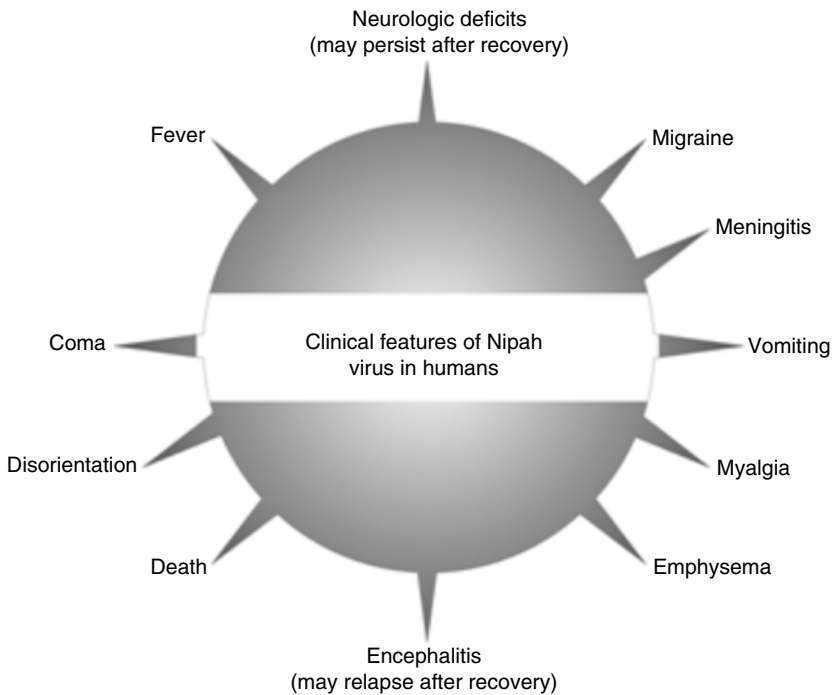 Neurologic deficits
(may persist after recovery)
Fever
Migraine
Meningitis
Coma
Clinical features of Nipah
virus in humans
Vomiting
Disorientation
Myalgia
Death
Emphysema
Encephalitis
(may relapse after recovery)